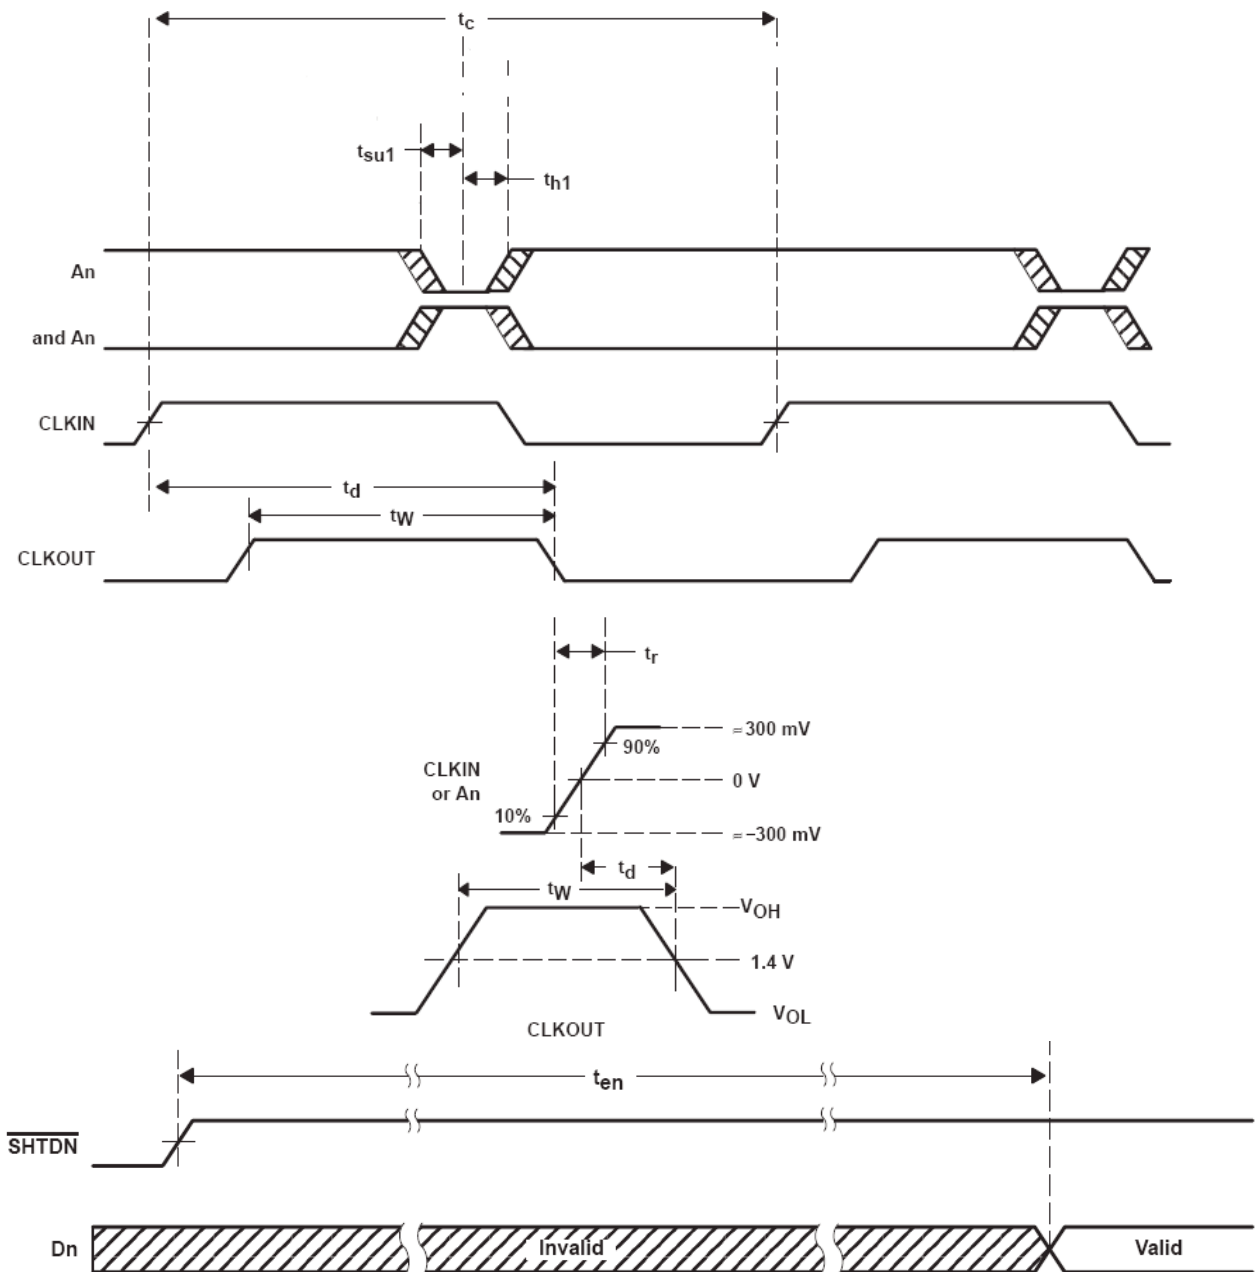 tc
tsu1
th1
An
and An
CLKIN
td
tW
CLKOUT
tr
≈ 300 mV
90%
CLKIN
or An
0 V
10%
≈ –300 mV
td
tW
VOH
1.4 V
VOL
CLKOUT
ten
SHTDN
Dn
Invalid
Valid